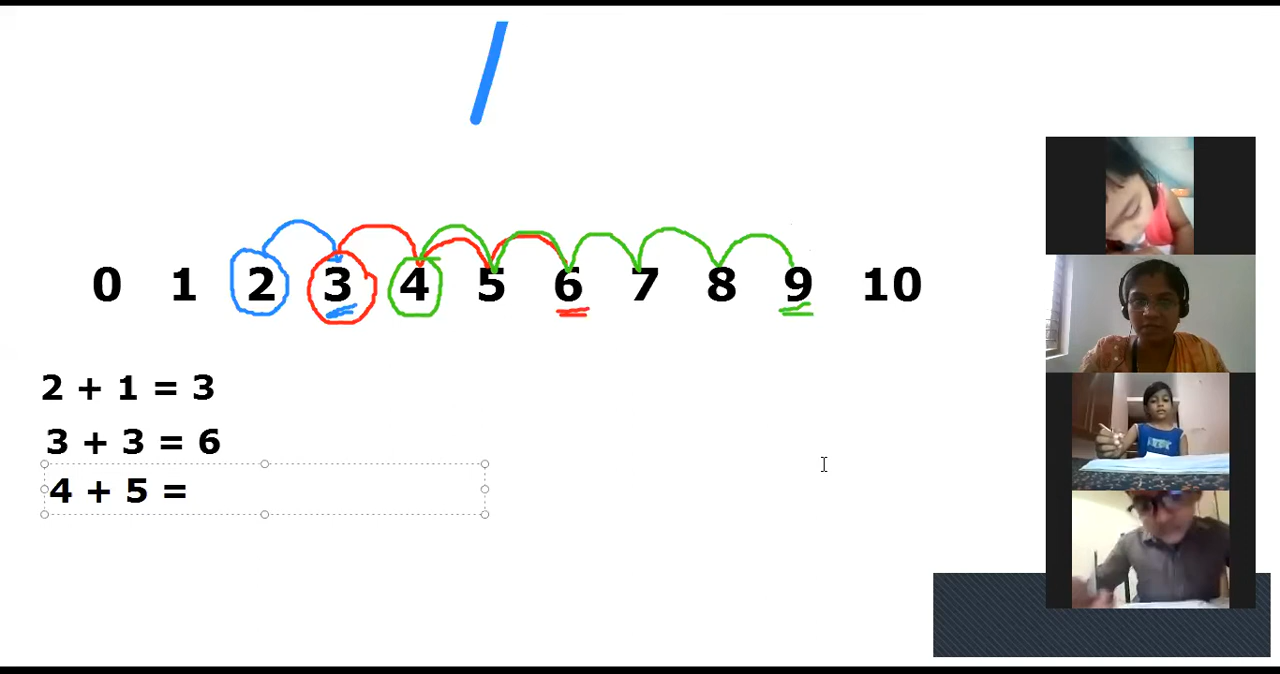 0 1 2 3 4 5 6 7 8 9 10
2 + 1 = 3
3 + 3 = 6
4 + 5 =